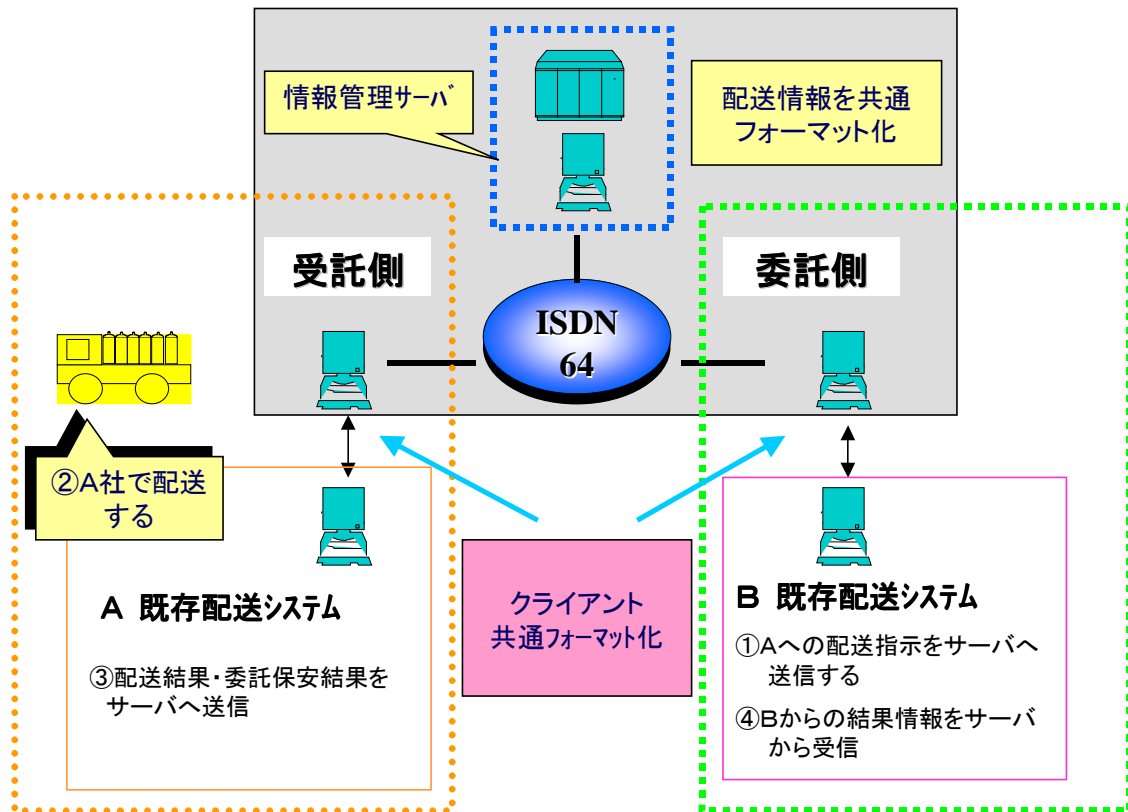 情報管理サーバ
配送情報を共通
フォーマット化
受託側
委託側
ISDN
64
②A社で配送
する
A 既存配送システム
③配送結果・委託保安結果を
サーバへ送信
クライアント
共通フォーマット化
B 既存配送システム
①Aへの配送指示をサーバへ
送信する
④Bからの結果情報をサーバ
から受信